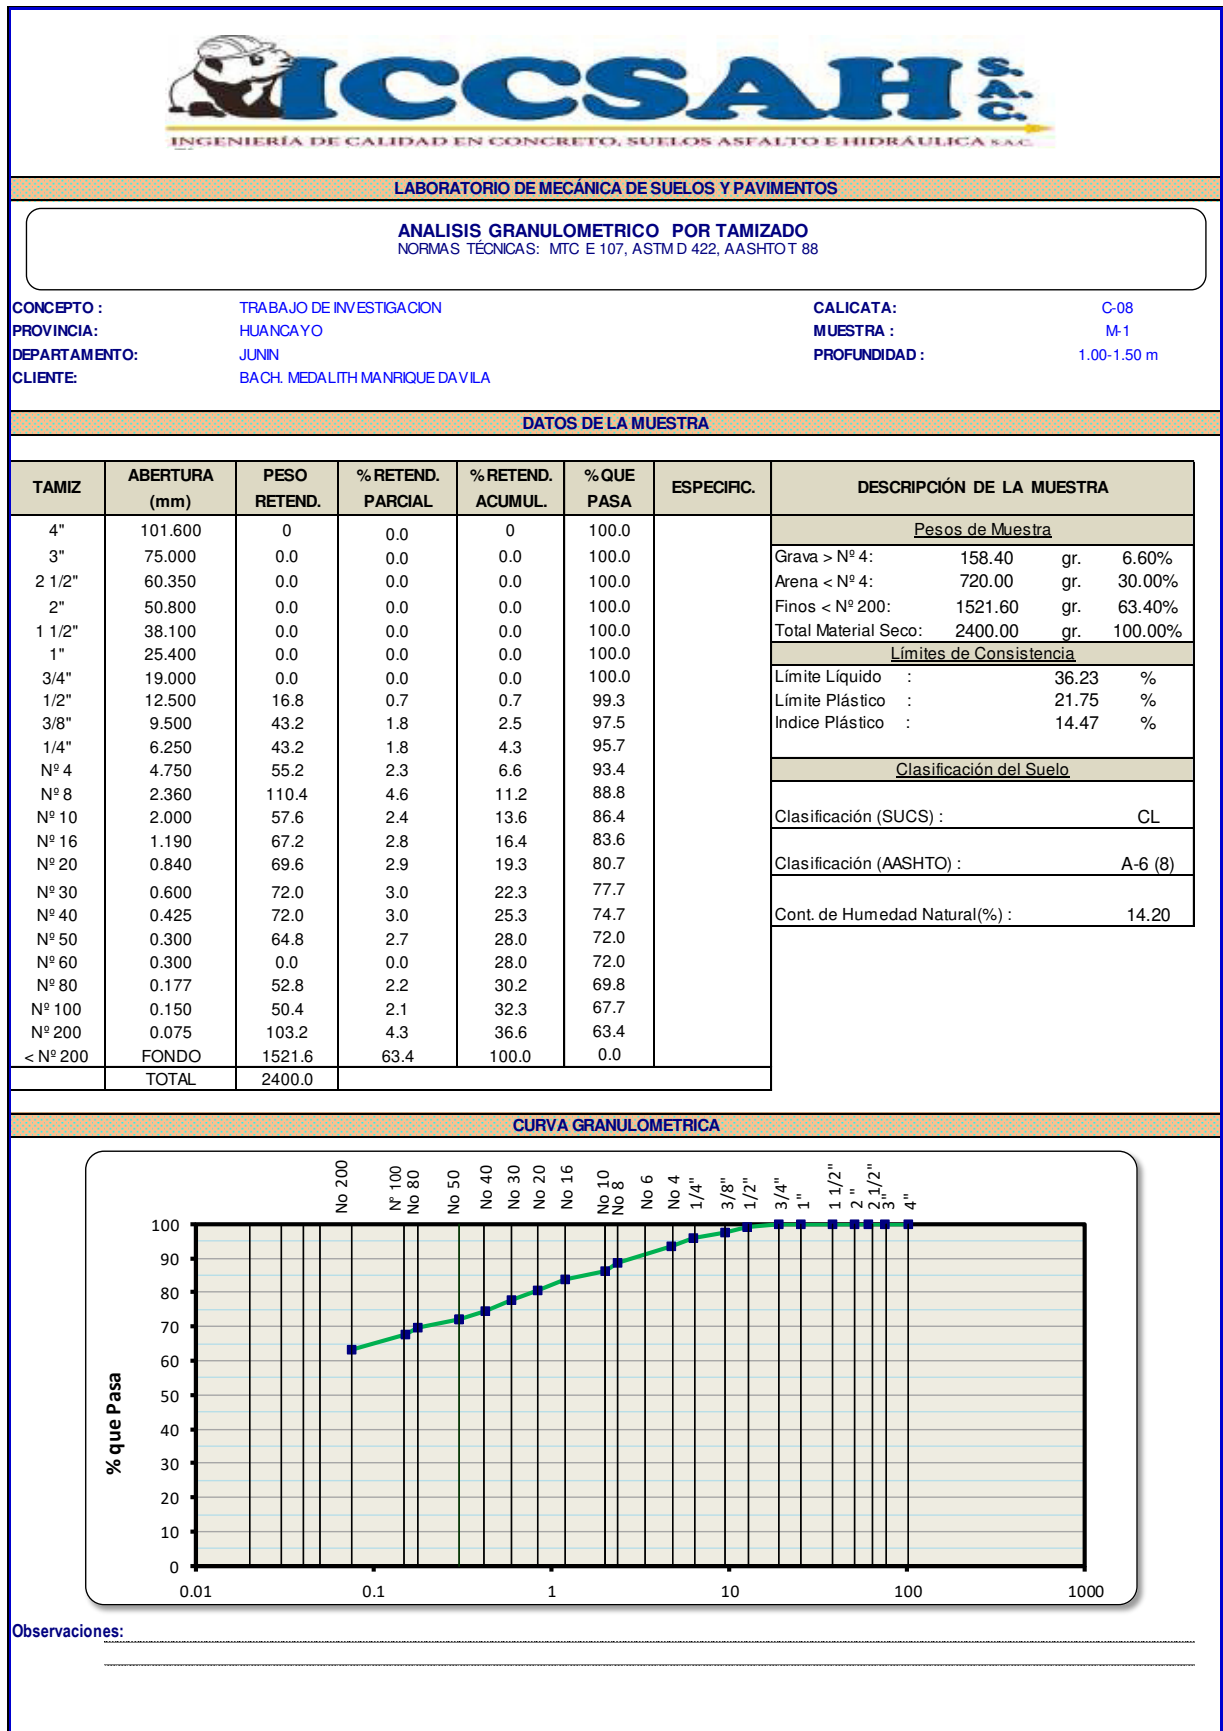 ICCSAH S.A.C.
INGENIERÍA DE CALIDAD EN CONCRETO, SUELOS ASFALTO E HIDRÁULICA S.A.C.
LABORATORIO DE MECÁNICA DE SUELOS Y PAVIMENTOS
ANALISIS GRANULOMETRICO POR TAMIZADO
NORMAS TÉCNICAS: MTC E 107, ASTM D 422, AASHTO T 88
CONCEPTO : TRABAJO DE INVESTIGACION CALICATA: C-08
PROVINCIA: HUANCAYO MUESTRA : M-1
DEPARTAMENTO: JUNIN PROFUNDIDAD : 1.00-1.50 m
CLIENTE: BACH. MEDALITH MANRIQUE DAVILA
DATOS DE LA MUESTRA
TAMIZ ABERTURA (mm) PESO RETEND. % RETEND. PARCIAL % RETEND. ACUMUL. % QUE PASA ESPECIFIC. DESCRIPCIÓN DE LA MUESTRA
4" 101.600 0 0.0 0 100.0 Pesos de Muestra
3" 75.000 0.0 0.0 0.0 100.0 Grava > Nº 4: 158.40 gr. 6.60%
2 1/2" 60.350 0.0 0.0 0.0 100.0 Arena < Nº 4: 720.00 gr. 30.00%
2" 50.800 0.0 0.0 0.0 100.0 Finos < Nº 200: 1521.60 gr. 63.40%
1 1/2" 38.100 0.0 0.0 0.0 100.0 Total Material Seco: 2400.00 gr. 100.00%
1" 25.400 0.0 0.0 0.0 100.0 Límites de Consistencia
3/4" 19.000 0.0 0.0 0.0 100.0 Límite Líquido : 36.23 %
1/2" 12.500 16.8 0.7 0.7 99.3 Límite Plástico : 21.75 %
3/8" 9.500 43.2 1.8 2.5 97.5 Indice Plástico : 14.47 %
1/4" 6.250 43.2 1.8 4.3 95.7
Nº 4 4.750 55.2 2.3 6.6 93.4 Clasificación del Suelo
Nº 8 2.360 110.4 4.6 11.2 88.8
Nº 10 2.000 57.6 2.4 13.6 86.4 Clasificación (SUCS) : CL
Nº 16 1.190 67.2 2.8 16.4 83.6
Nº 20 0.840 69.6 2.9 19.3 80.7 Clasificación (AASHTO) : A-6 (8)
Nº 30 0.600 72.0 3.0 22.3 77.7
Nº 40 0.425 72.0 3.0 25.3 74.7 Cont. de Humedad Natural(%) : 14.20
Nº 50 0.300 64.8 2.7 28.0 72.0
Nº 60 0.300 0.0 0.0 28.0 72.0
Nº 80 0.177 52.8 2.2 30.2 69.8
Nº 100 0.150 50.4 2.1 32.3 67.7
Nº 200 0.075 103.2 4.3 36.6 63.4
< Nº 200 FONDO 1521.6 63.4 100.0 0.0
TOTAL 2400.0
CURVA GRANULOMETRICA
No 200 N° 100 No 80 No 50 No 40 No 30 No 20 No 16 No 10 No 8 No 6 No 4 1/4" 3/8" 1/2" 3/4" 1" 1 1/2" 2 " 2 1/2" 3" 4"
% que Pasa
100
90
80
70
60
50
40
30
20
10
0
0.01 0.1 1 10 100 1000
Observaciones: